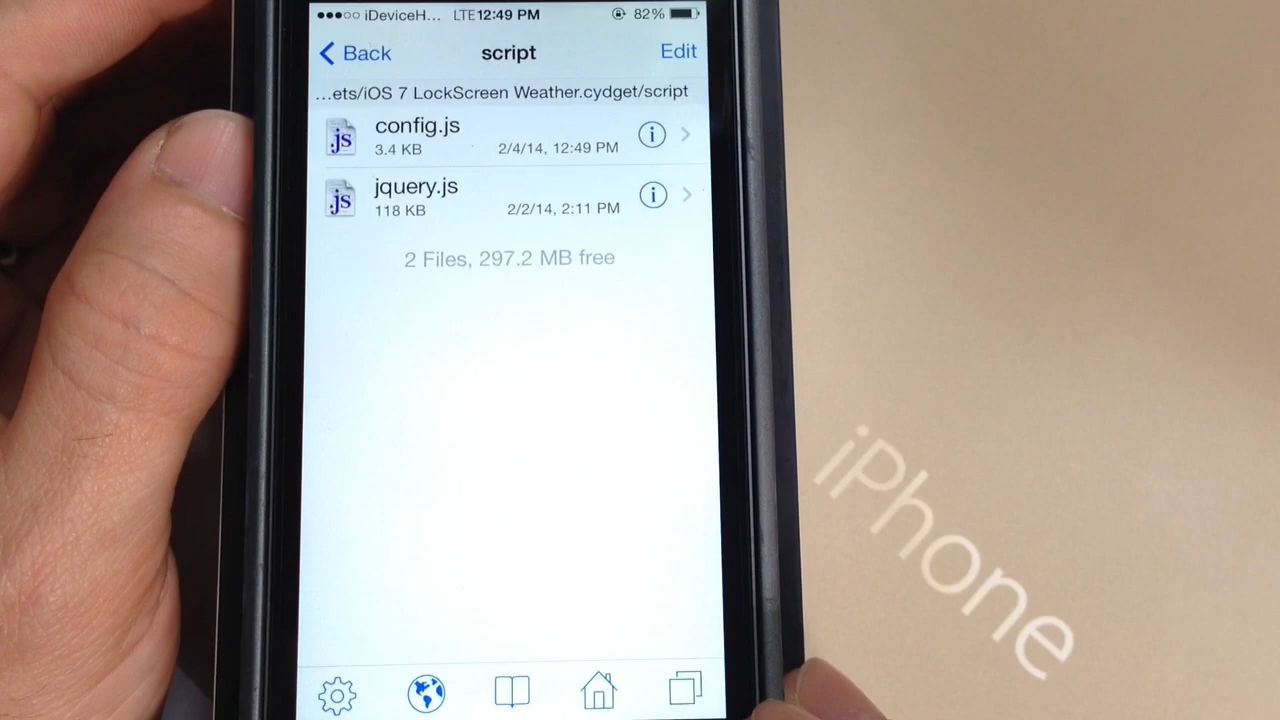 iDeviceH... LTE 12:49 PM 82%
Back script Edit
...ets/iOS 7 LockScreen Weather.cydget/script
.js config.js
3.4 KB 2/4/14, 12:49 PM
.js jquery.js
118 KB 2/2/14, 2:11 PM
2 Files, 297.2 MB free
iPhone